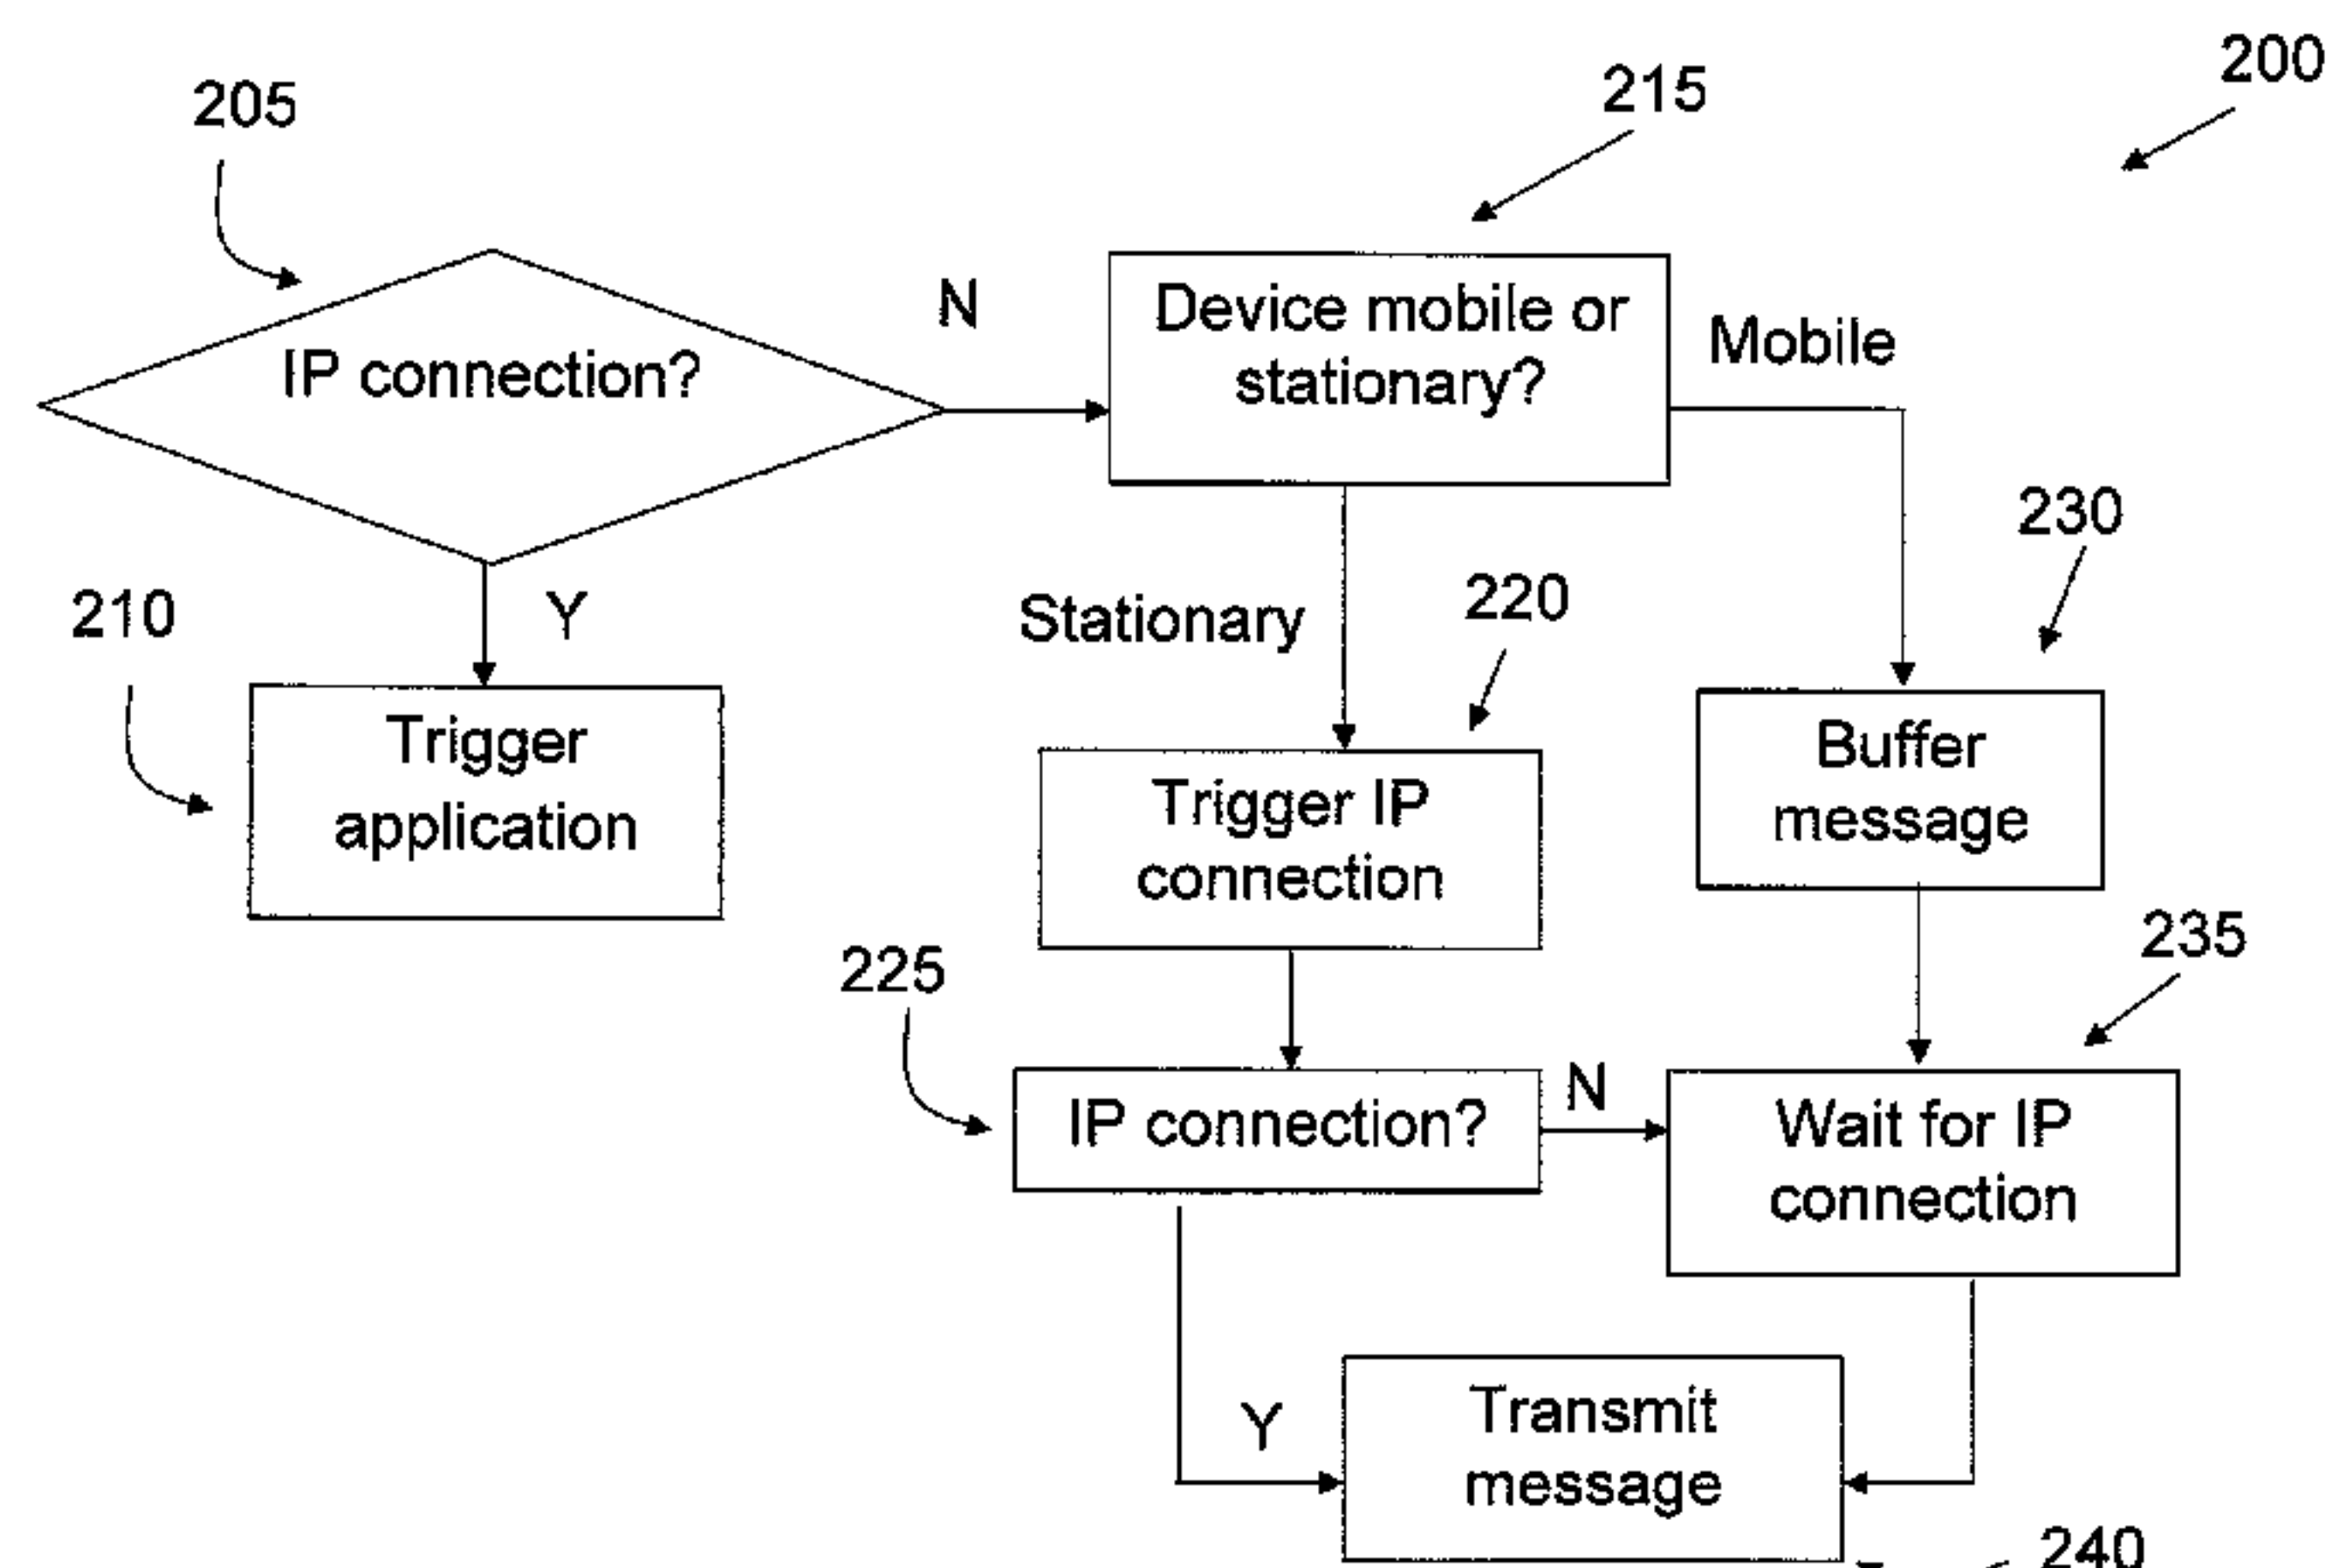 200
205
215
IP connection?
N
Device mobile or
stationary?
Mobile
210
Y
Trigger
application
Stationary
220
230
Trigger IP
connection
Buffer
message
225
235
IP connection?
N
Wait for IP
connection
Y
Transmit
message
240